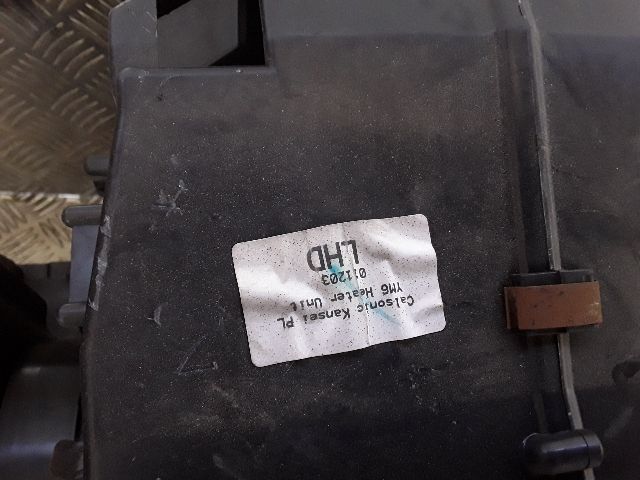 Calsonic Kansei PL
YM6 Heater Unit
011203
LHD